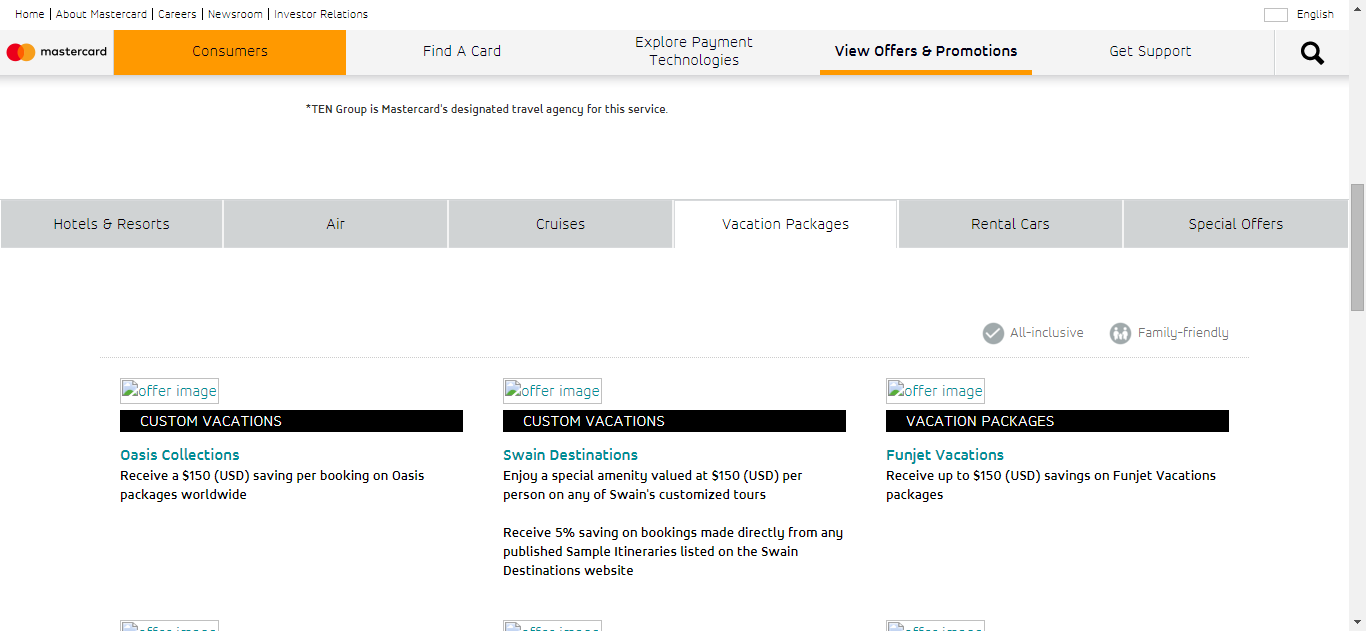 Home | About Mastercard | Careers | Newsroom | Investor Relations
English
mastercard
Consumers
Find A Card
Explore Payment
Technologies
View Offers & Promotions
Get Support
*TEN Group is Mastercard's designated travel agency for this service.
Hotels & Resorts
Air
Cruises
Vacation Packages
Rental Cars
Special Offers
All-inclusive
Family-friendly
offer image
CUSTOM VACATIONS
Oasis Collections
Receive a $150 (USD) saving per booking on Oasis
packages worldwide
offer image
CUSTOM VACATIONS
Swain Destinations
Enjoy a special amenity valued at $150 (USD) per
person on any of Swain's customized tours
Receive 5% saving on bookings made directly from any
published Sample Itineraries listed on the Swain
Destinations website
offer image
VACATION PACKAGES
Funjet Vacations
Receive up to $150 (USD) savings on Funjet Vacations
packages
offer image
offer image
offer image